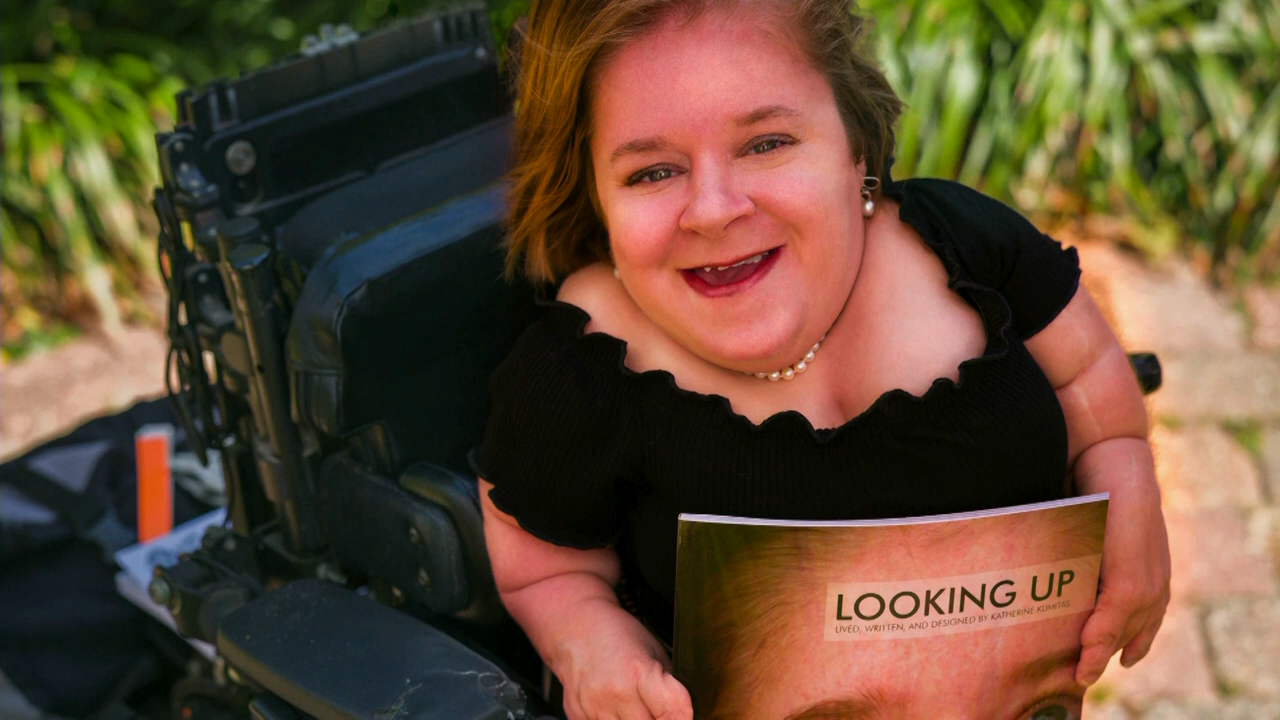 LOOKING UP
LIVED, WRITTEN, AND DESIGNED BY KATHERINE KLIMITAS